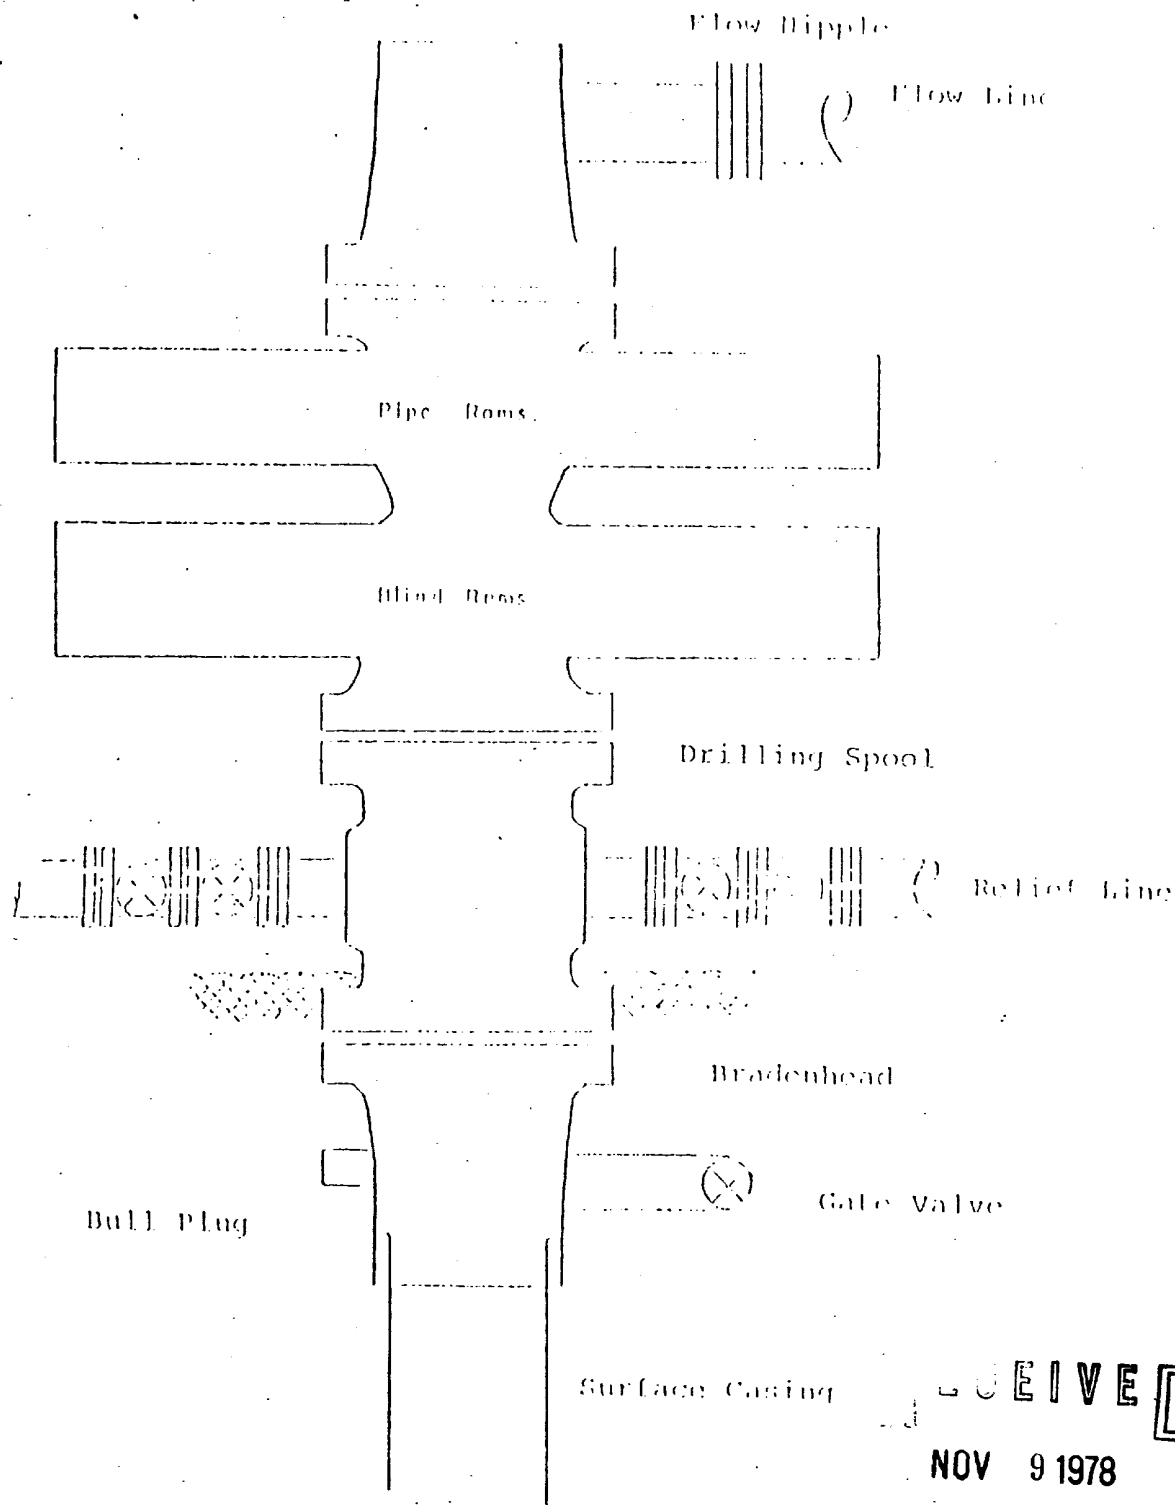 Flow Nipple
Flow Line
Pipe Rams.
Blind Rams
Drilling Spool
Relief Line
Bradenhead
Gate Valve
Bull Plug
Surface Casing
NOV 9 1978